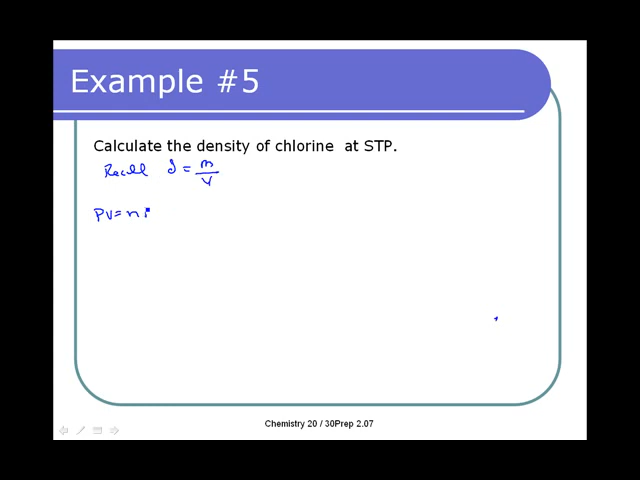 Example #5
Calculate the density of chlorine at STP.
Recall d = m/v
PV = n
Chemistry 20 / 30Prep 2.07